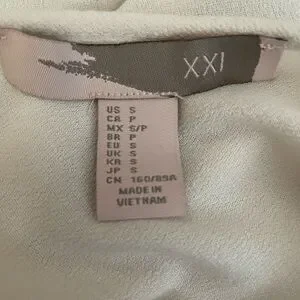 XXI
US S
CA P
MX S/P
BR P
EU S
UK S
KR S
JP S
CN 160/89A
MADE IN
VIETNAM